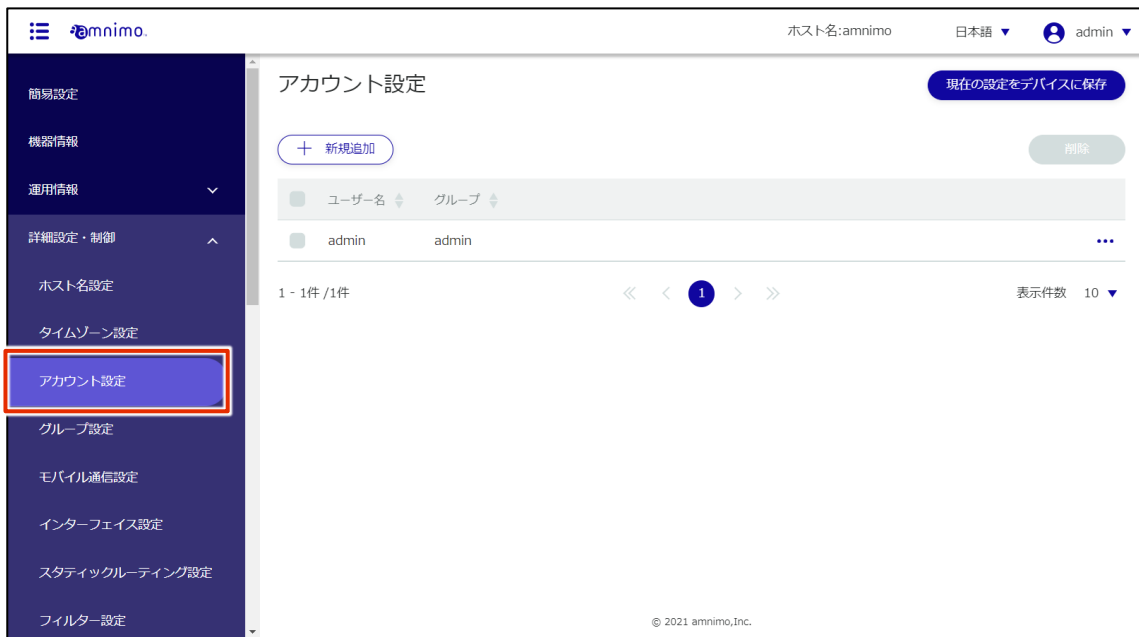 amnimo.
ホスト名:amnimo
日本語
admin
簡易設定
機器情報
運用情報
詳細設定・制御
ホスト名設定
タイムゾーン設定
アカウント設定
グループ設定
モバイル通信設定
インターフェイス設定
スタティックルーティング設定
フィルター設定
アカウント設定
現在の設定をデバイスに保存
新規追加
削除
ユーザー名 グループ
admin admin
1 - 1件 /1件
1
表示件数 10
© 2021 amnimo,Inc.